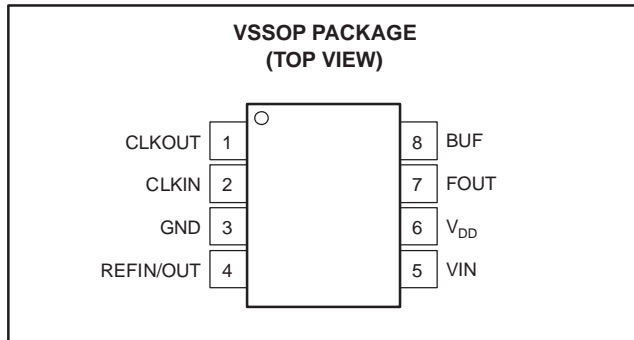 VSSOP PACKAGE
(TOP VIEW)
CLKOUT 1 8 BUF
CLKIN 2 7 FOUT
GND 3 6 VDD
REFIN/OUT 4 5 VIN